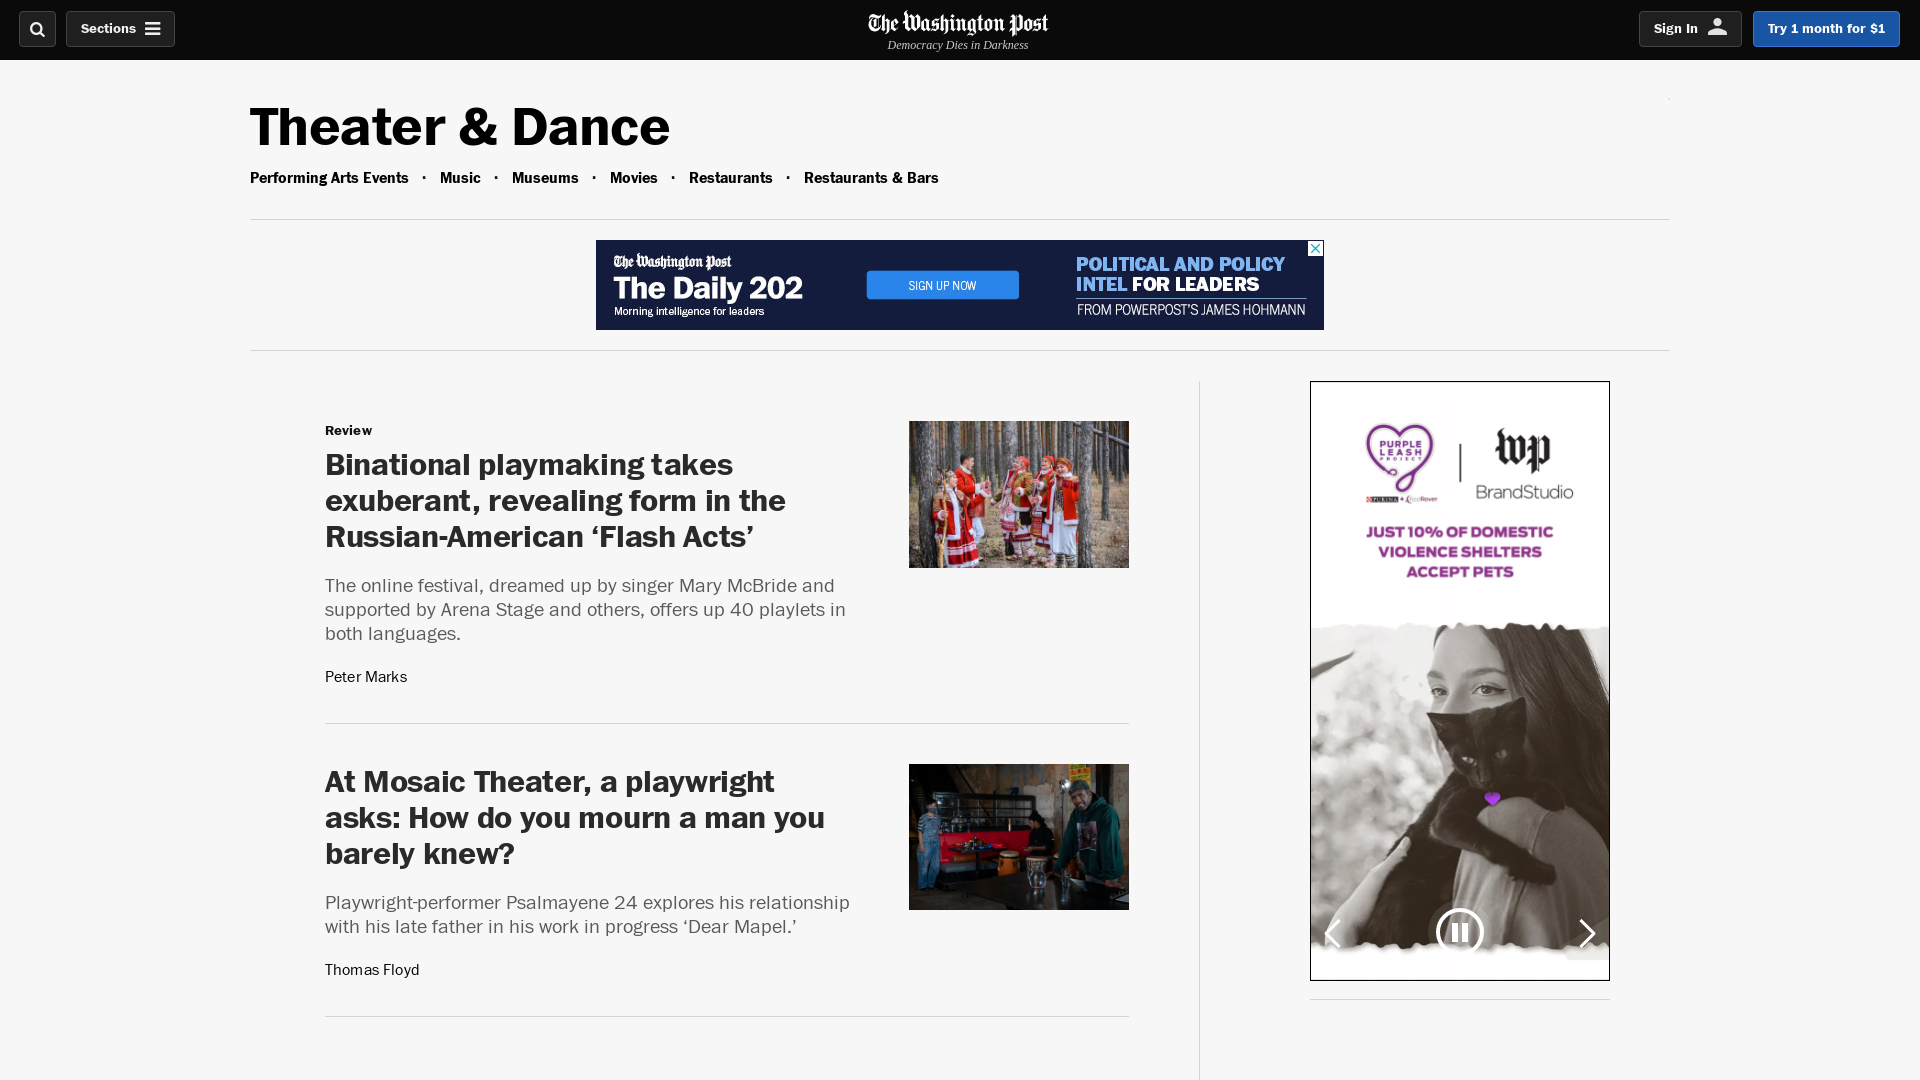 Sections
The Washington Post
Democracy Dies in Darkness
Sign In
Try 1 month for $1
Theater & Dance
Performing Arts Events · Music · Museums · Movies · Restaurants · Restaurants & Bars
The Washington Post
The Daily 202
Morning intelligence for leaders
SIGN UP NOW
POLITICAL AND POLICY
INTEL FOR LEADERS
FROM POWERPOST'S JAMES HOHMANN
Review
Binational playmaking takes
exuberant, revealing form in the
Russian-American ‘Flash Acts’
The online festival, dreamed up by singer Mary McBride and
supported by Arena Stage and others, offers up 40 playlets in
both languages.
Peter Marks
At Mosaic Theater, a playwright
asks: How do you mourn a man you
barely knew?
Playwright-performer Psalmayene 24 explores his relationship
with his late father in his work in progress ‘Dear Mapel.’
Thomas Floyd
PURPLE
LEASH
PROJECT
PURINA + RedRover
wp
BrandStudio
JUST 10% OF DOMESTIC
VIOLENCE SHELTERS
ACCEPT PETS